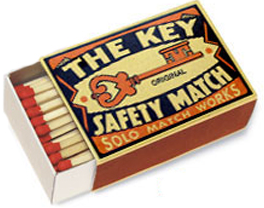 THE KEY
ORIGINAL
SAFETY MATCH
SOLO MATCH WORKS